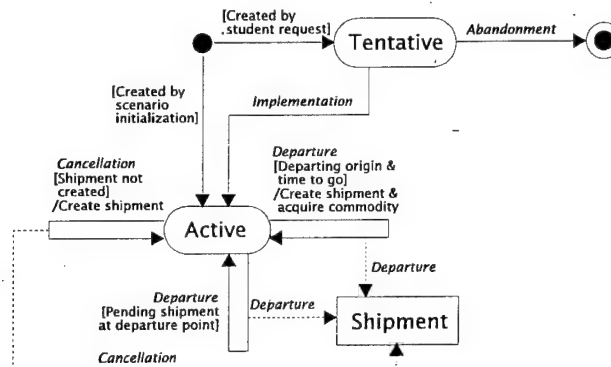 [Created by
student request]
Tentative
Abandonment
[Created by
scenario
initialization]
Implementation
Cancellation
[Shipment not
created]
/Create shipment
Departure
[Departing origin &
time to go]
/Create shipment &
acquire commodity
Active
Departure
Departure
[Pending shipment
at departure point]
Departure
Shipment
Cancellation